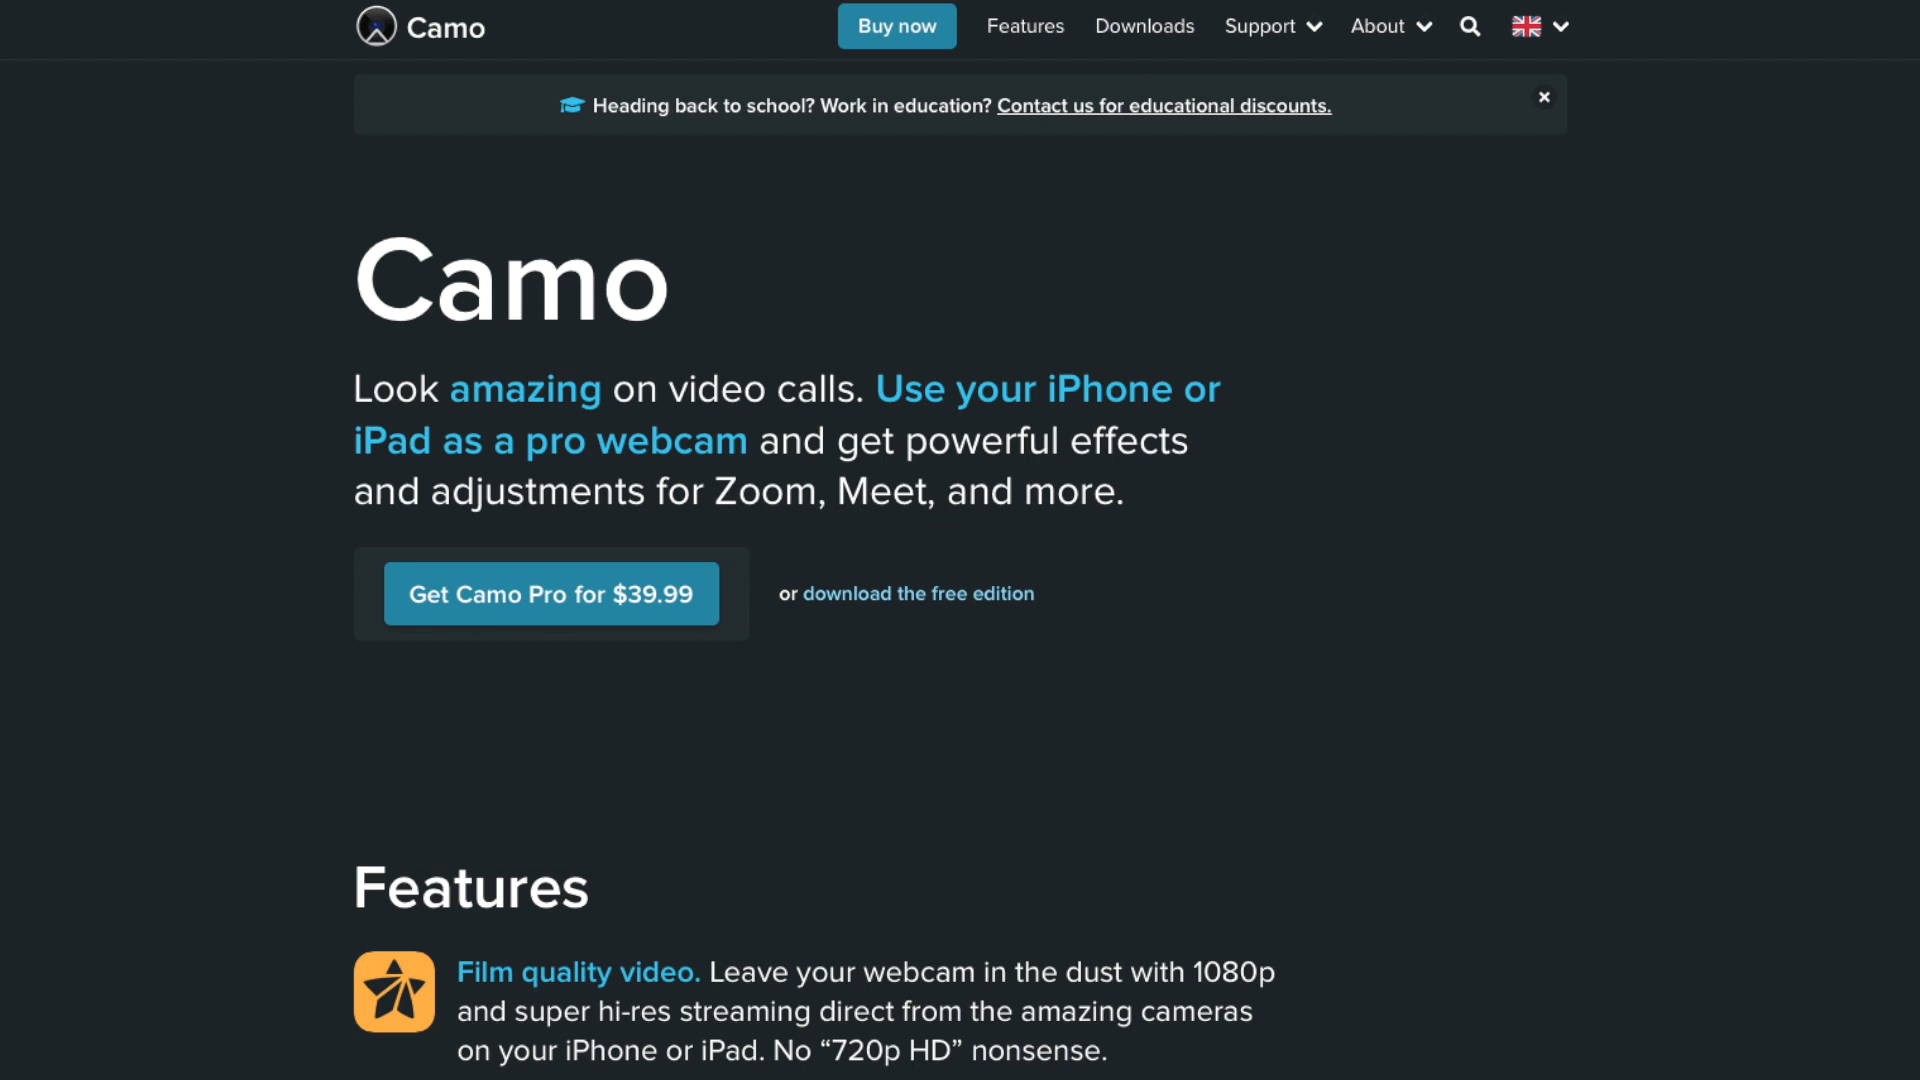 Camo
Buy now
Features
Downloads
Support
About
Heading back to school? Work in education? Contact us for educational discounts.
Camo
Look amazing on video calls. Use your iPhone or
iPad as a pro webcam and get powerful effects
and adjustments for Zoom, Meet, and more.
Get Camo Pro for $39.99
or download the free edition
Features
Film quality video. Leave your webcam in the dust with 1080p
and super hi-res streaming direct from the amazing cameras
on your iPhone or iPad. No “720p HD” nonsense.